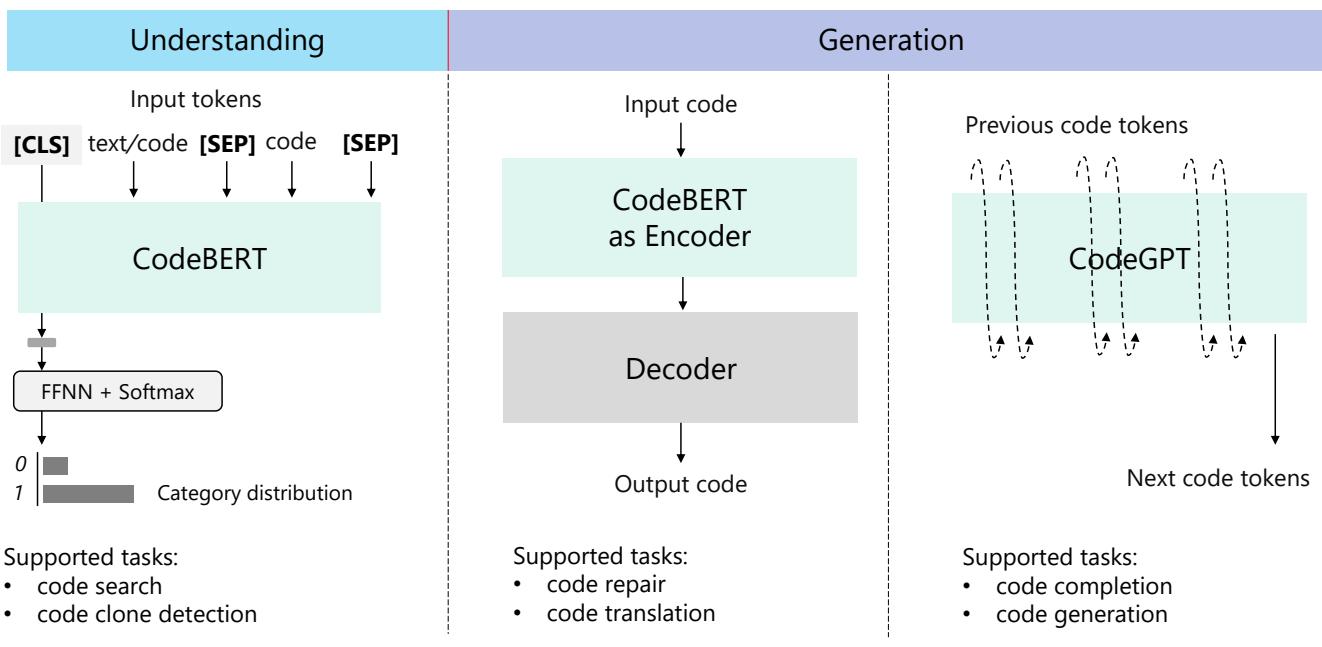 Understanding
Generation
Input tokens
[CLS] text/code [SEP] code [SEP]
CodeBERT
FFNN + Softmax
0
1 Category distribution
Supported tasks:
• code search
• code clone detection
Input code
CodeBERT
as Encoder
Decoder
Output code
Supported tasks:
• code repair
• code translation
Previous code tokens
CodeGPT
Next code tokens
Supported tasks:
• code completion
• code generation